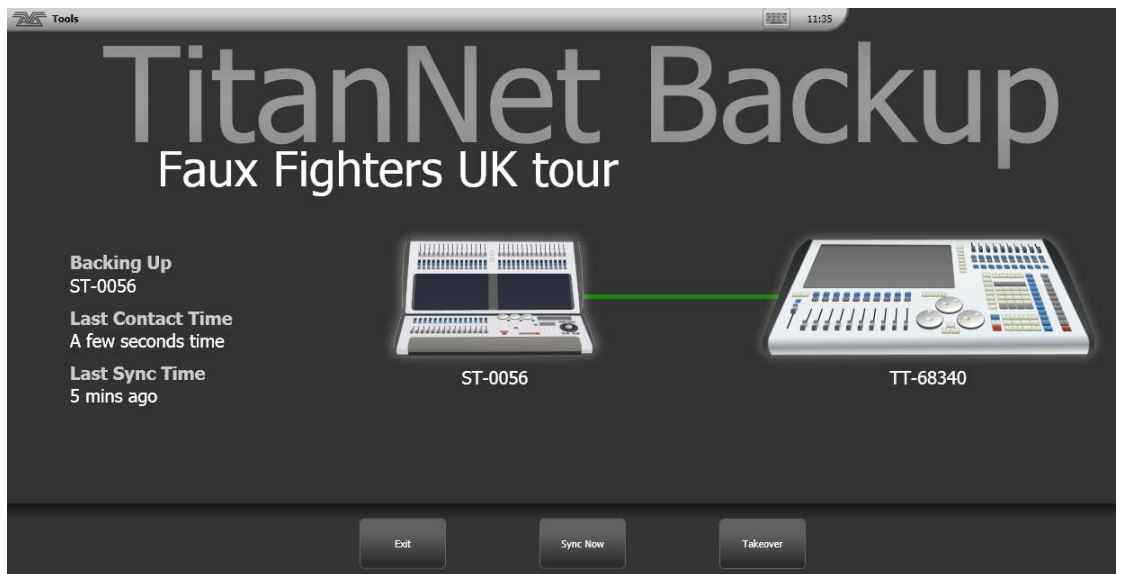 Tools
11:35
TitanNet Backup
Faux Fighters UK tour
Backing Up
ST-0056
Last Contact Time
A few seconds time
Last Sync Time
5 mins ago
ST-0056
TT-68340
Exit
Sync Now
Takeover